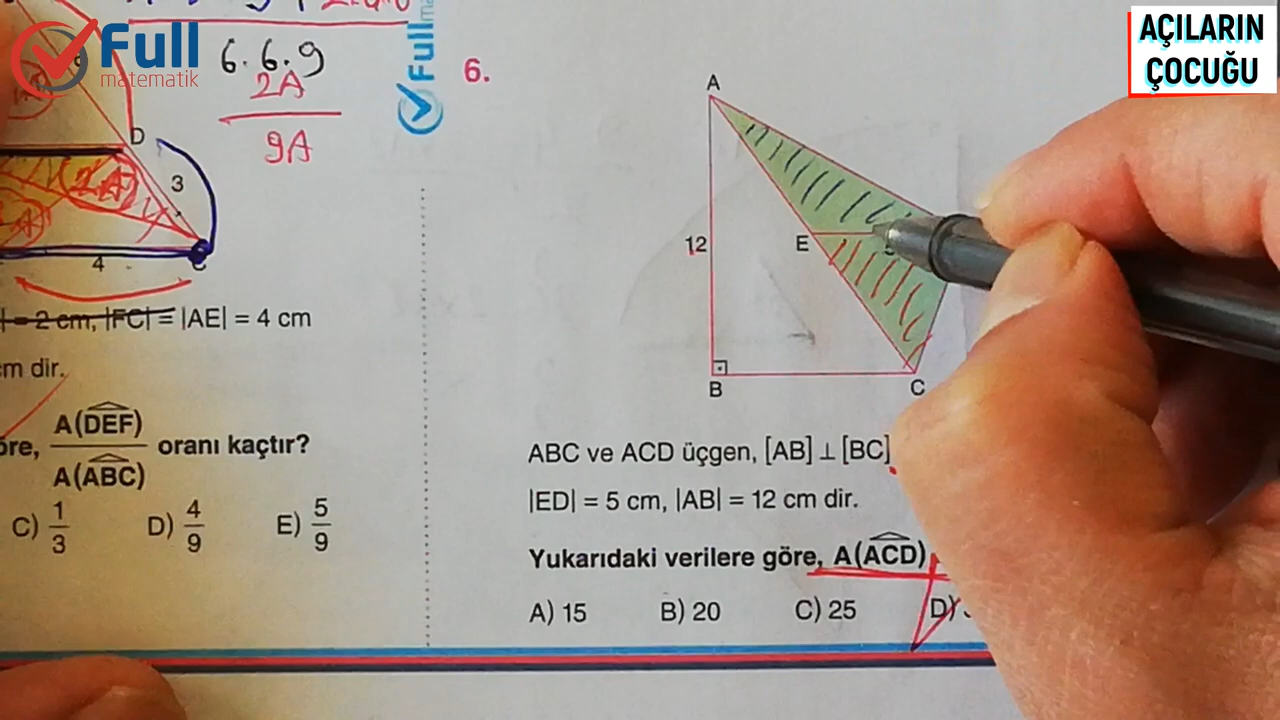 Full
matematik
AÇILARIN
ÇOCUĞU
6.6.9
2A
9A
Full
D
3
2A
4
= 2 cm, |FC| = |AE| = 4 cm
m dir.
öre, A(DEF)
A(ABC)
oranı kaçtır?
C) 1/3 D) 4/9 E) 5/9
6.
A
12
E
B
C
ABC ve ACD üçgen, [AB] ⊥ [BC]
|ED| = 5 cm, |AB| = 12 cm dir.
Yukarıdaki verilere göre, A(ACD)
A) 15 B) 20 C) 25 D)